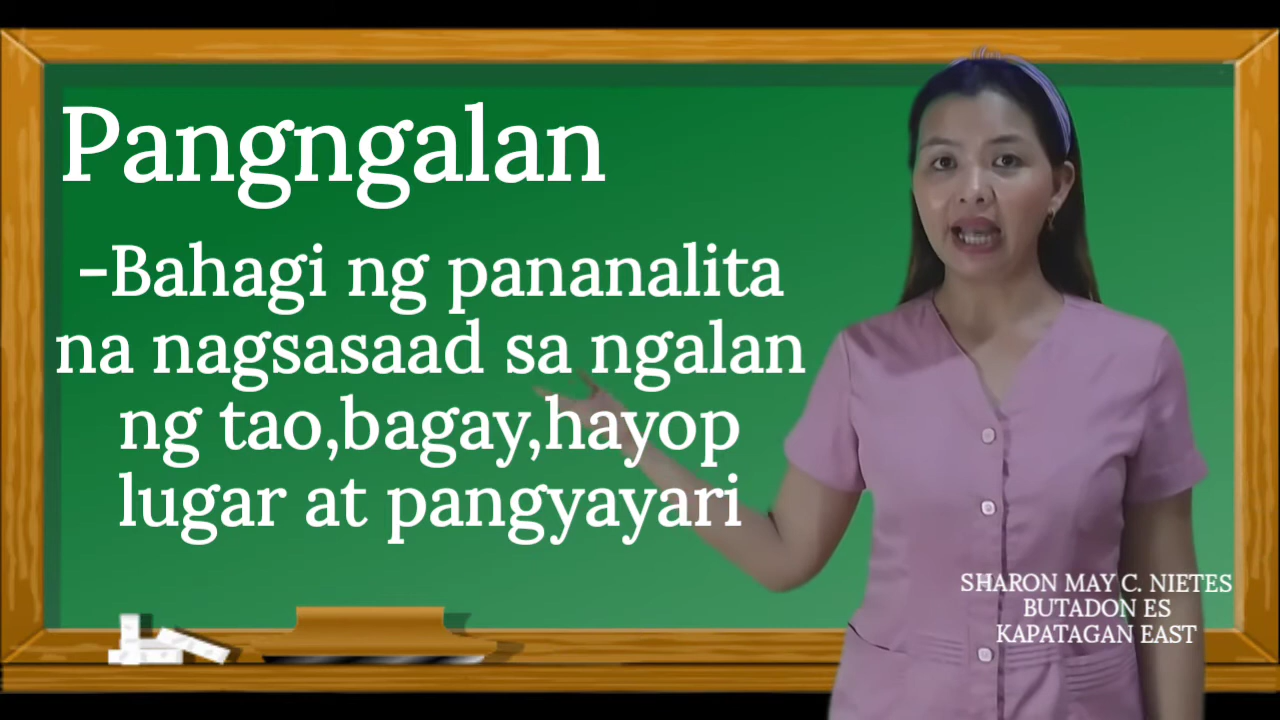 Pangngalan
-Bahagi ng pananalita
na nagsasaad sa ngalan
ng tao,bagay,hayop
lugar at pangyayari
SHARON MAY C. NIETES
BUTADON ES
KAPATAGAN EAST